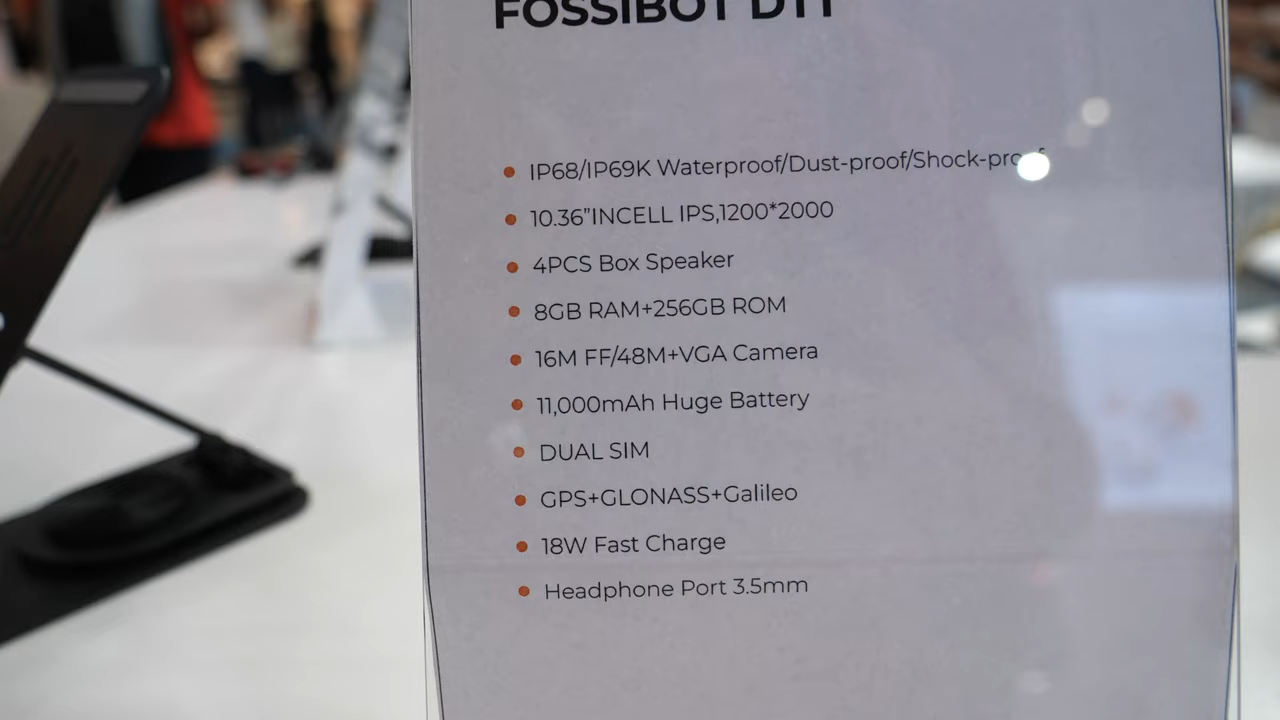 FOSSIBOT DT1
IP68/IP69K Waterproof/Dust-proof/Shock-proof
10.36”INCELL IPS,1200*2000
4PCS Box Speaker
8GB RAM+256GB ROM
16M FF/48M+VGA Camera
11,000mAh Huge Battery
DUAL SIM
GPS+GLONASS+Galileo
18W Fast Charge
Headphone Port 3.5mm